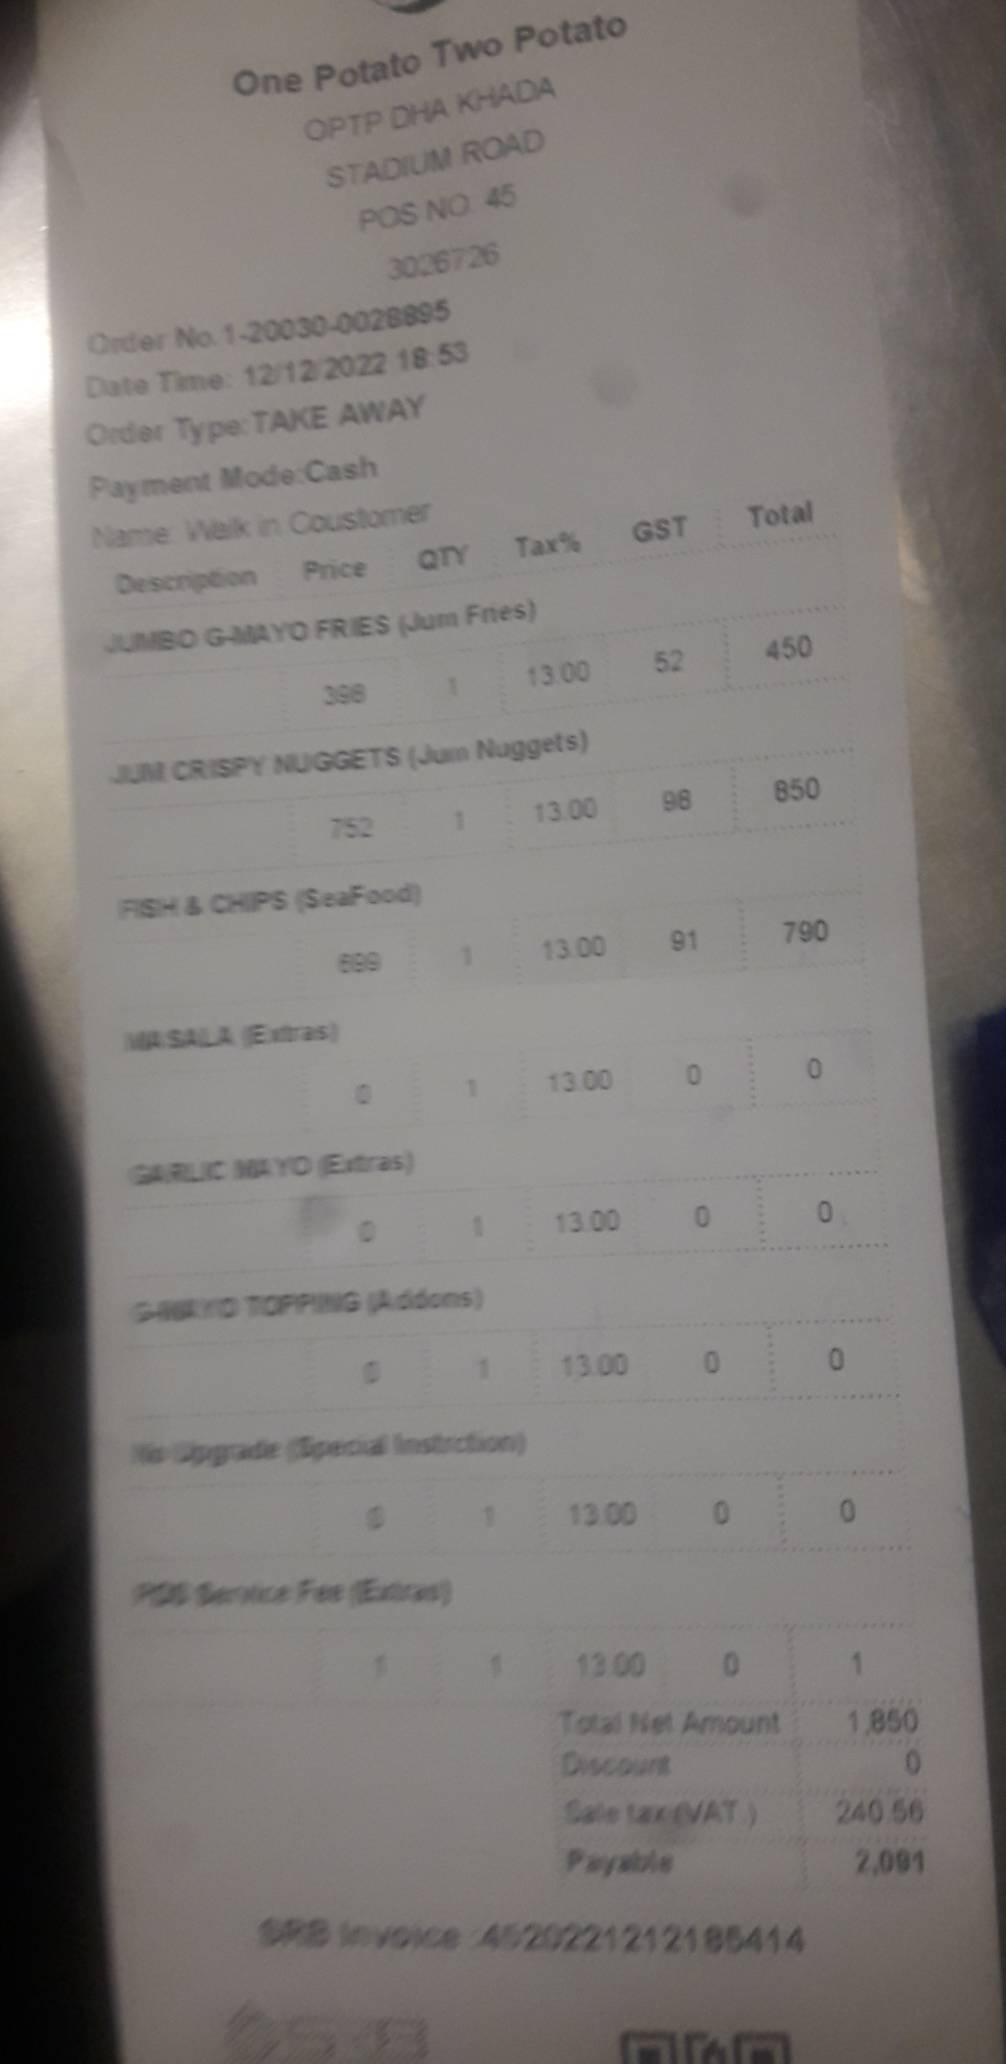 One Potato Two Potato
OPTP DHA KHADA
STADIUM ROAD
POS NO. 45
3026726
Order No.1-20030-0028895
Date Time: 12/12/2022 18:53
Order Type:TAKE AWAY
Payment Mode:Cash
Name: Walk in Coustomer
Description Price QTY Tax% GST Total
JUMBO G-MAYO FRIES (Jum Fries)
398 1 13.00 52 450
JUM CRISPY NUGGETS (Jum Nuggets)
752 1 13.00 98 850
FISH & CHIPS (SeaFood)
699 1 13.00 91 790
MASALA (Extras)
0 1 13.00 0 0
GARLIC MAYO (Extras)
0 1 13.00 0 0
G-MAYO TOPPING (Addons)
0 1 13.00 0 0
No Upgrade (Special Instrction)
0 1 13.00 0 0
POS Service Fee (Extras)
1 1 13.00 0 1
Total Net Amount 1,850
Discount 0
Sale tax (VAT.) 240.56
Payable 2,091
SRB Invoice :4520221212185414